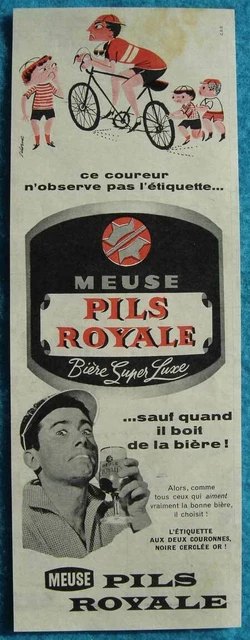 ce coureur
n'observe pas l'étiquette...
MEUSE
PILS
ROYALE
Bière Super Luxe
...sauf quand
il boit
de la bière !
Alors, comme
tous ceux qui aiment
vraiment la bonne bière,
il choisit :
L'ÉTIQUETTE
AUX DEUX COURONNES,
NOIRE CERCLÉE OR !
MEUSE PILS
ROYALE